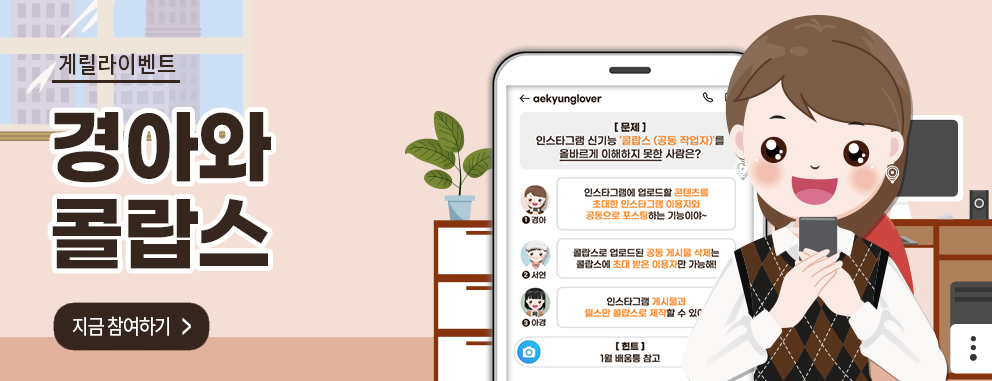 게릴라이벤트
경아와
콜랍스
지금 참여하기
aekyunglover
[ 문제 ]
인스타그램 신기능 '콜랍스 (공동 작업자)'를
올바르게 이해하지 못한 사람은?
인스타그램에 업로드할 콘텐츠를
초대한 인스타그램 이용자와
공동으로 포스팅하는 기능이야~
1 경아
콜랍스로 업로드된 공동 게시물 삭제는
콜랍스에 초대 받은 이용자만 가능해!
2 서언
인스타그램 게시물과
릴스만 콜랍스로 제작할 수 있어
3 아경
[ 힌트 ]
1월 배움통 참고